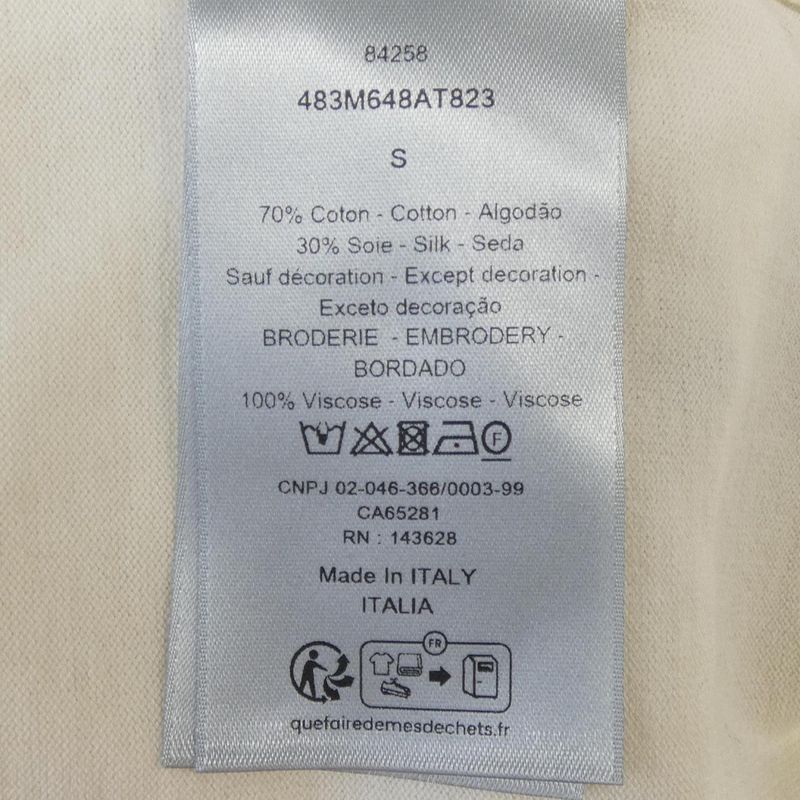 84258
483M648AT823
S
70% Coton - Cotton - Algodão
30% Soie - Silk - Seda
Sauf décoration - Except decoration -
Exceto decoração
BRODERIE - EMBRODERY -
BORDADO
100% Viscose - Viscose - Viscose
F
CNPJ 02-046-366/0003-99
CA65281
RN : 143628
Made In ITALY
ITALIA
FR
quefairedemesdechets.fr